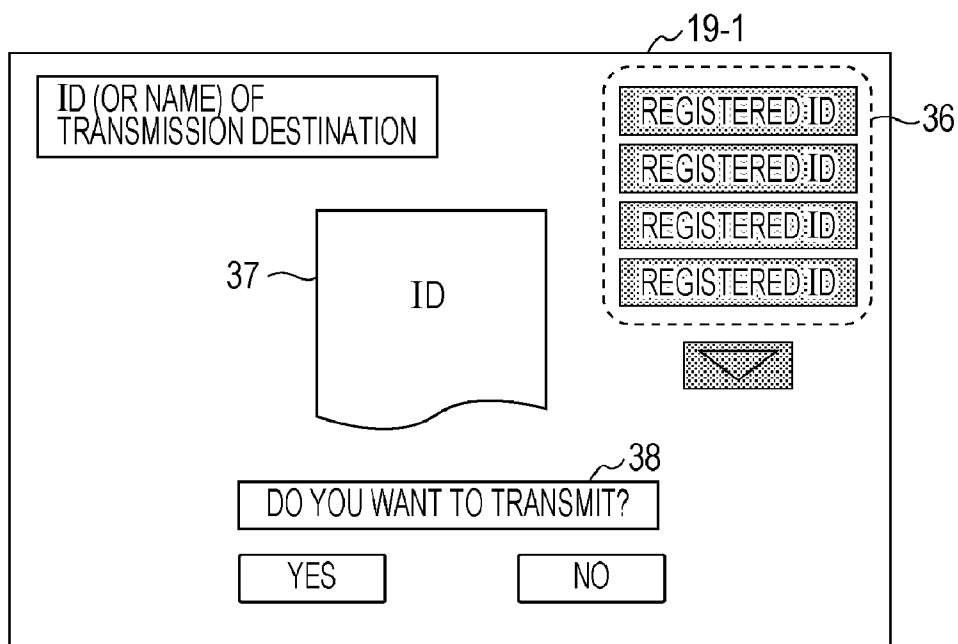 19-1
ID (OR NAME) OF
TRANSMISSION DESTINATION
REGISTERED ID
REGISTERED ID
REGISTERED ID
REGISTERED ID
36
37
ID
38
DO YOU WANT TO TRANSMIT?
YES
NO